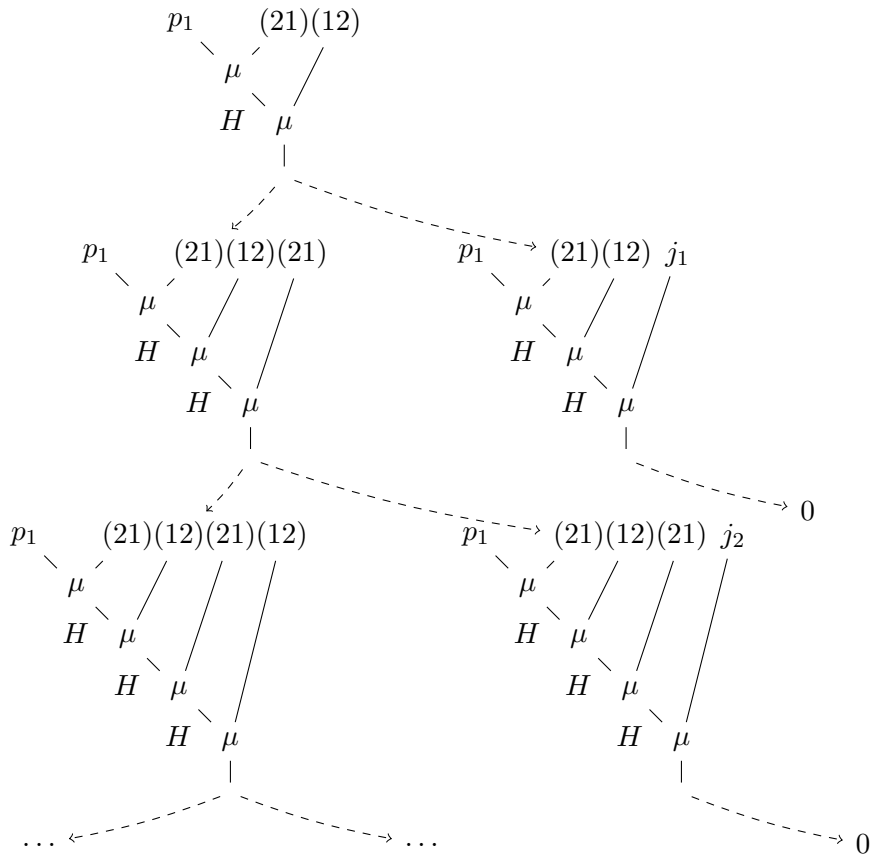 p₁ (21)(12)
μ
H μ
p₁ (21)(12)(21) p₁ (21)(12) j₁
μ μ
H μ H μ
H μ H μ
0
p₁ (21)(12)(21)(12) p₁ (21)(12)(21) j₂
μ μ
H μ H μ
H μ H μ
H μ H μ
... ... 0